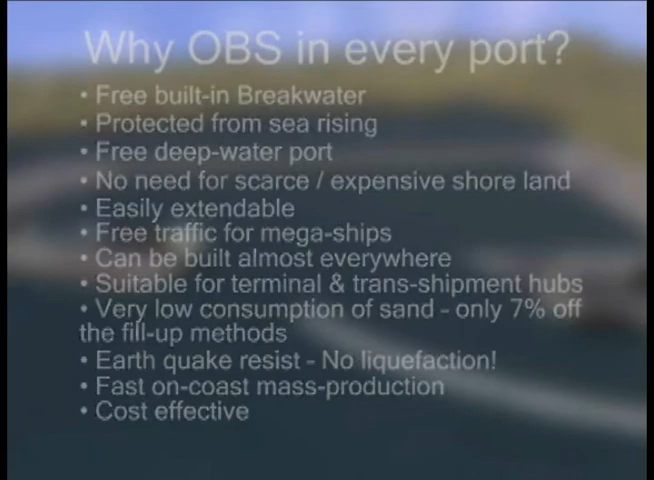 Why OBS in every port?
• Free built-in Breakwater
• Protected from sea rising
• Free deep-water port
• No need for scarce / expensive shore land
• Easily extendable
• Free traffic for mega-ships
• Can be built almost everywhere
• Suitable for terminal & trans-shipment hubs
• Very low consumption of sand - only 7% off
the fill-up methods
• Earth quake resist - No liquefaction!
• Fast on-coast mass-production
• Cost effective